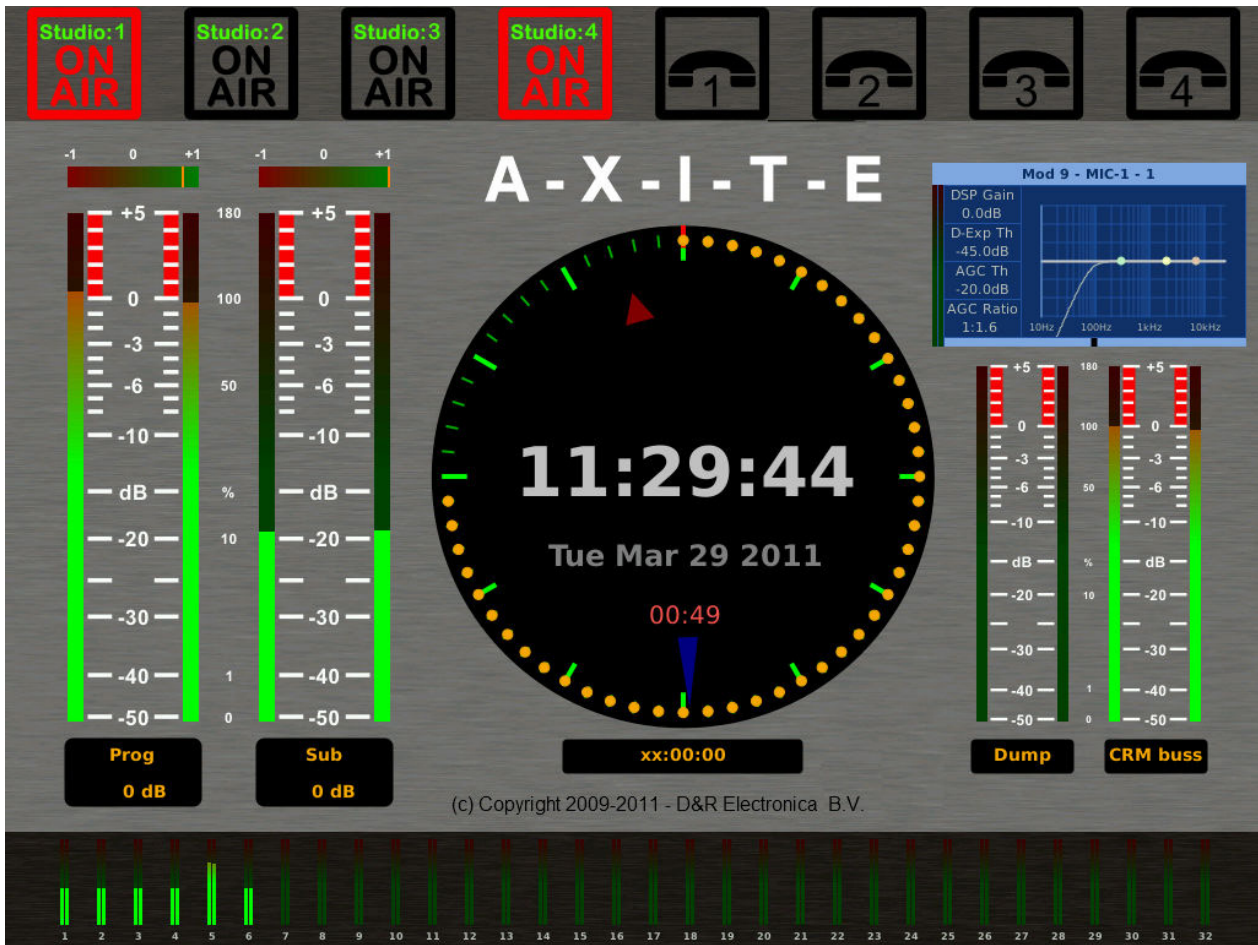 Studio:1 Studio:2 Studio:3 Studio:4
ON ON ON ON
AIR AIR AIR AIR
1 2 3 4
-1 0 +1 -1 0 +1
A - X - I - T - E
Mod 9 - MIC-1 - 1
DSP Gain
0.0dB
D-Exp Th
-45.0dB
AGC Th
-20.0dB
AGC Ratio
1:1.6
10Hz 100Hz 1kHz 10kHz
+5 180 +5
0 100 0
-3 -3
-6 50 -6
-10 -10
dB % dB
-20 10 -20
-30 -30
-40 1 -40
-50 0 -50
Prog
0 dB
Sub
0 dB
11:29:44
Tue Mar 29 2011
00:49
xx:00:00
+5 180 +5
0 100 0
-3 -3
-6 50 -6
-10 -10
dB % dB
-20 10 -20
-30 -30
-40 1 -40
-50 0 -50
Dump CRM buss
(c) Copyright 2009-2011 - D&R Electronica B.V.
1 2 3 4 5 6 7 8 9 10 11 12 13 14 15 16 17 18 19 20 21 22 23 24 25 26 27 28 29 30 31 32